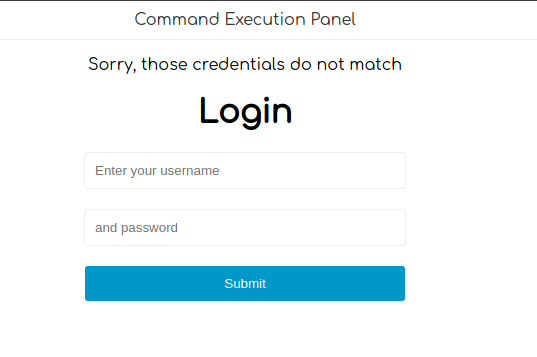 Command Execution Panel
Sorry, those credentials do not match
Login
Enter your username
and password
Submit